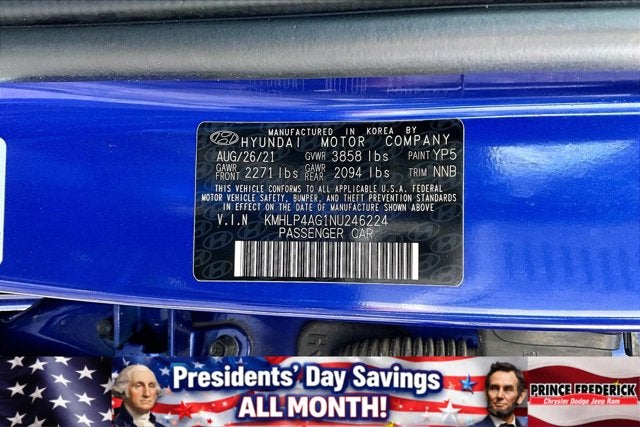 MANUFACTURED IN KOREA BY
HYUNDAI MOTOR COMPANY
AUG/26/21 GVWR 3858 lbs PAINT YP5
GAWR FRONT 2271 lbs GAWR REAR 2094 lbs TRIM NNB
THIS VEHICLE CONFORMS TO ALL APPLICABLE U.S.A. FEDERAL
MOTOR VEHICLE SAFETY, BUMPER, AND THEFT PREVENTION
STANDARDS IN EFFECT ON THE DATE OF MANUFACTURE SHOWN ABOVE.
V.I.N KMHLP4AG1NU246224
PASSENGER CAR
Presidents' Day Savings
ALL MONTH!
PRINCE FREDERICK
Chrysler Dodge Jeep Ram